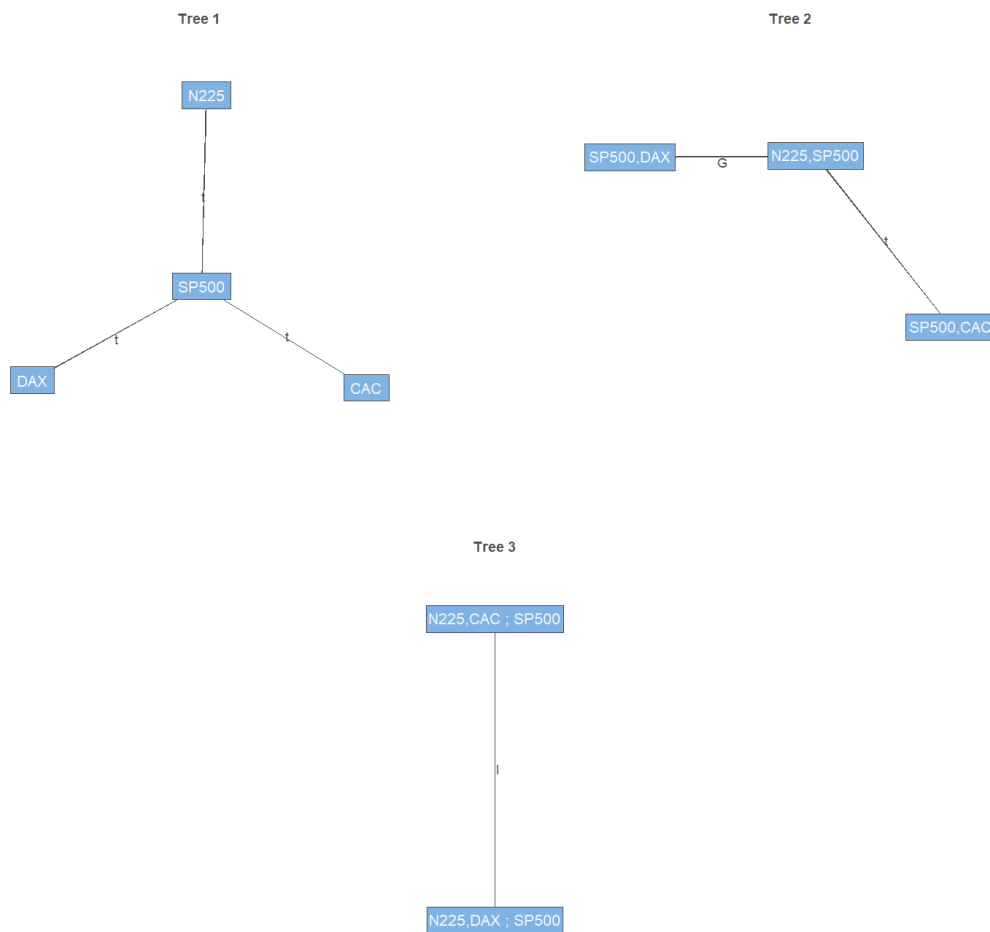 Tree 1
N225
t
SP500
t
t
DAX
CAC
Tree 2
SP500,DAX
G
N225,SP500
t
SP500,CAC
Tree 3
N225,CAC ; SP500
I
N225,DAX ; SP500